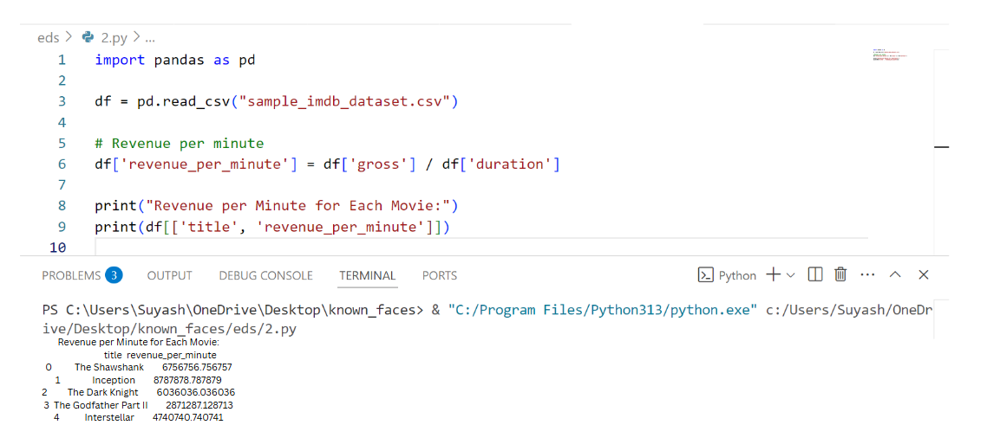 eds > 2.py > ...
1 import pandas as pd
2
3 df = pd.read_csv("sample_imdb_dataset.csv")
4
5 # Revenue per minute
6 df['revenue_per_minute'] = df['gross'] / df['duration']
7
8 print("Revenue per Minute for Each Movie:")
9 print(df[['title', 'revenue_per_minute']])
10
PROBLEMS 3 OUTPUT DEBUG CONSOLE TERMINAL PORTS Python
PS C:\Users\Suyash\OneDrive\Desktop\known_faces> & "C:/Program Files/Python313/python.exe" c:/Users/Suyash/OneDr
ive/Desktop/known_faces/eds/2.py
Revenue per Minute for Each Movie:
title revenue_per_minute
0 The Shawshank 6756756.756757
1 Inception 8787878.787879
2 The Dark Knight 6036036.036036
3 The Godfather Part II 2871287.128713
4 Interstellar 4740740.740741